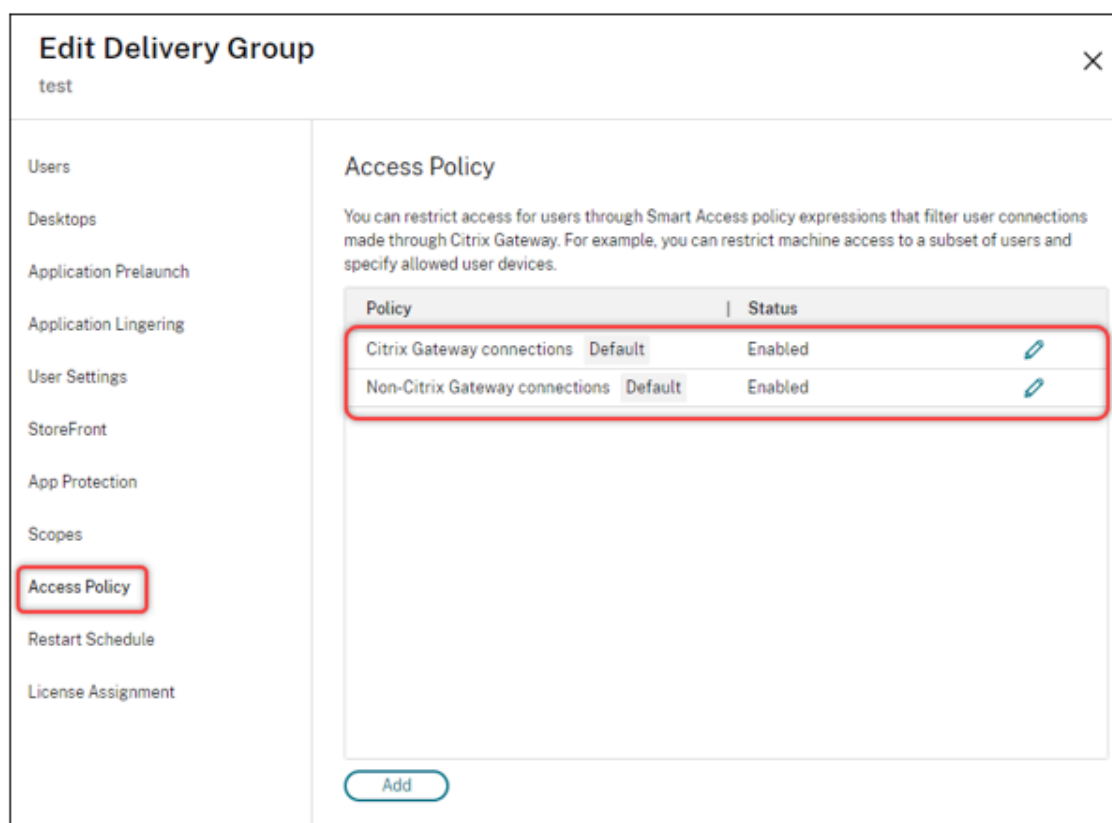 Edit Delivery Group
test
Users
Desktops
Application Prelaunch
Application Lingering
User Settings
StoreFront
App Protection
Scopes
Access Policy
Restart Schedule
License Assignment
Access Policy
You can restrict access for users through Smart Access policy expressions that filter user connections
made through Citrix Gateway. For example, you can restrict machine access to a subset of users and
specify allowed user devices.
Policy | Status
Citrix Gateway connections Default Enabled
Non-Citrix Gateway connections Default Enabled
Add